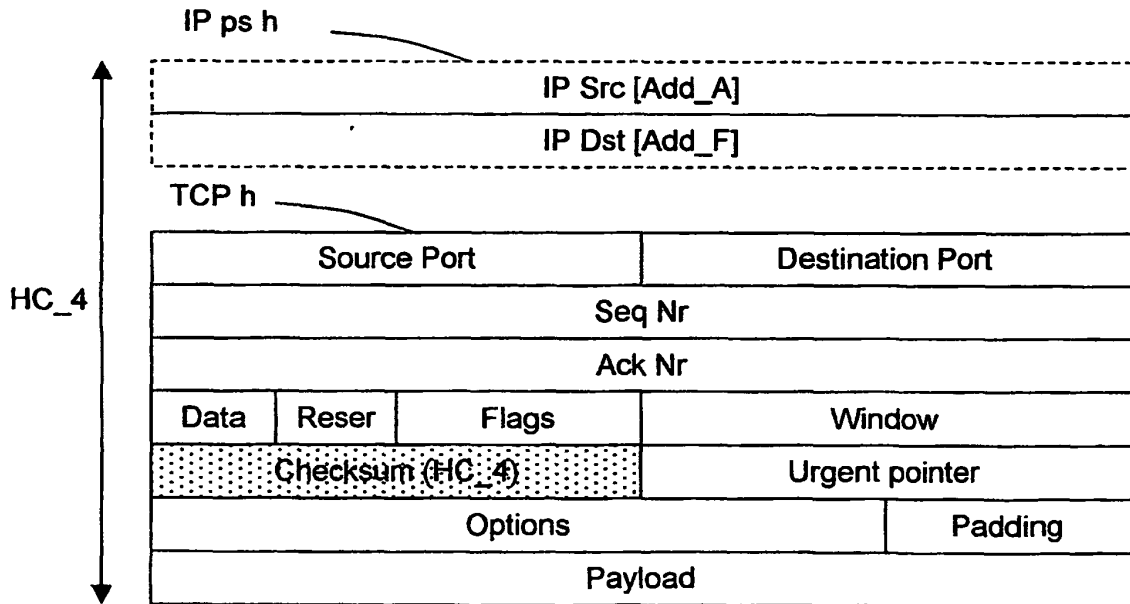 IP ps h
IP Src [Add_A]
IP Dst [Add_F]
TCP h
Source Port Destination Port
HC_4
Seq Nr
Ack Nr
Data Reser Flags Window
Checksum (HC_4) Urgent pointer
Options Padding
Payload